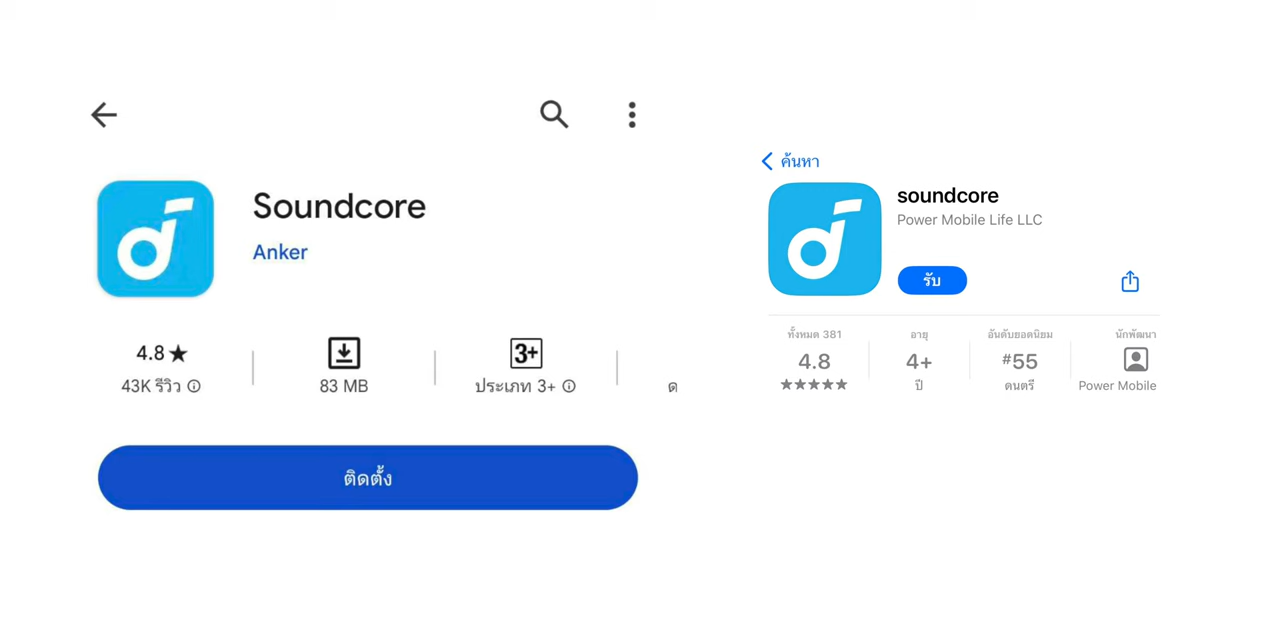 Soundcore
Anker
4.8★
43K รีวิว
83 MB
3+
ประเภท 3+
ด
ติดตั้ง
ค้นหา
soundcore
Power Mobile Life LLC
รับ
ทั้งหมด 381
4.8
★★★★★
อายุ
4+
ปี
อันดับยอดนิยม
#55
ดนตรี
นักพัฒนา
Power Mobile